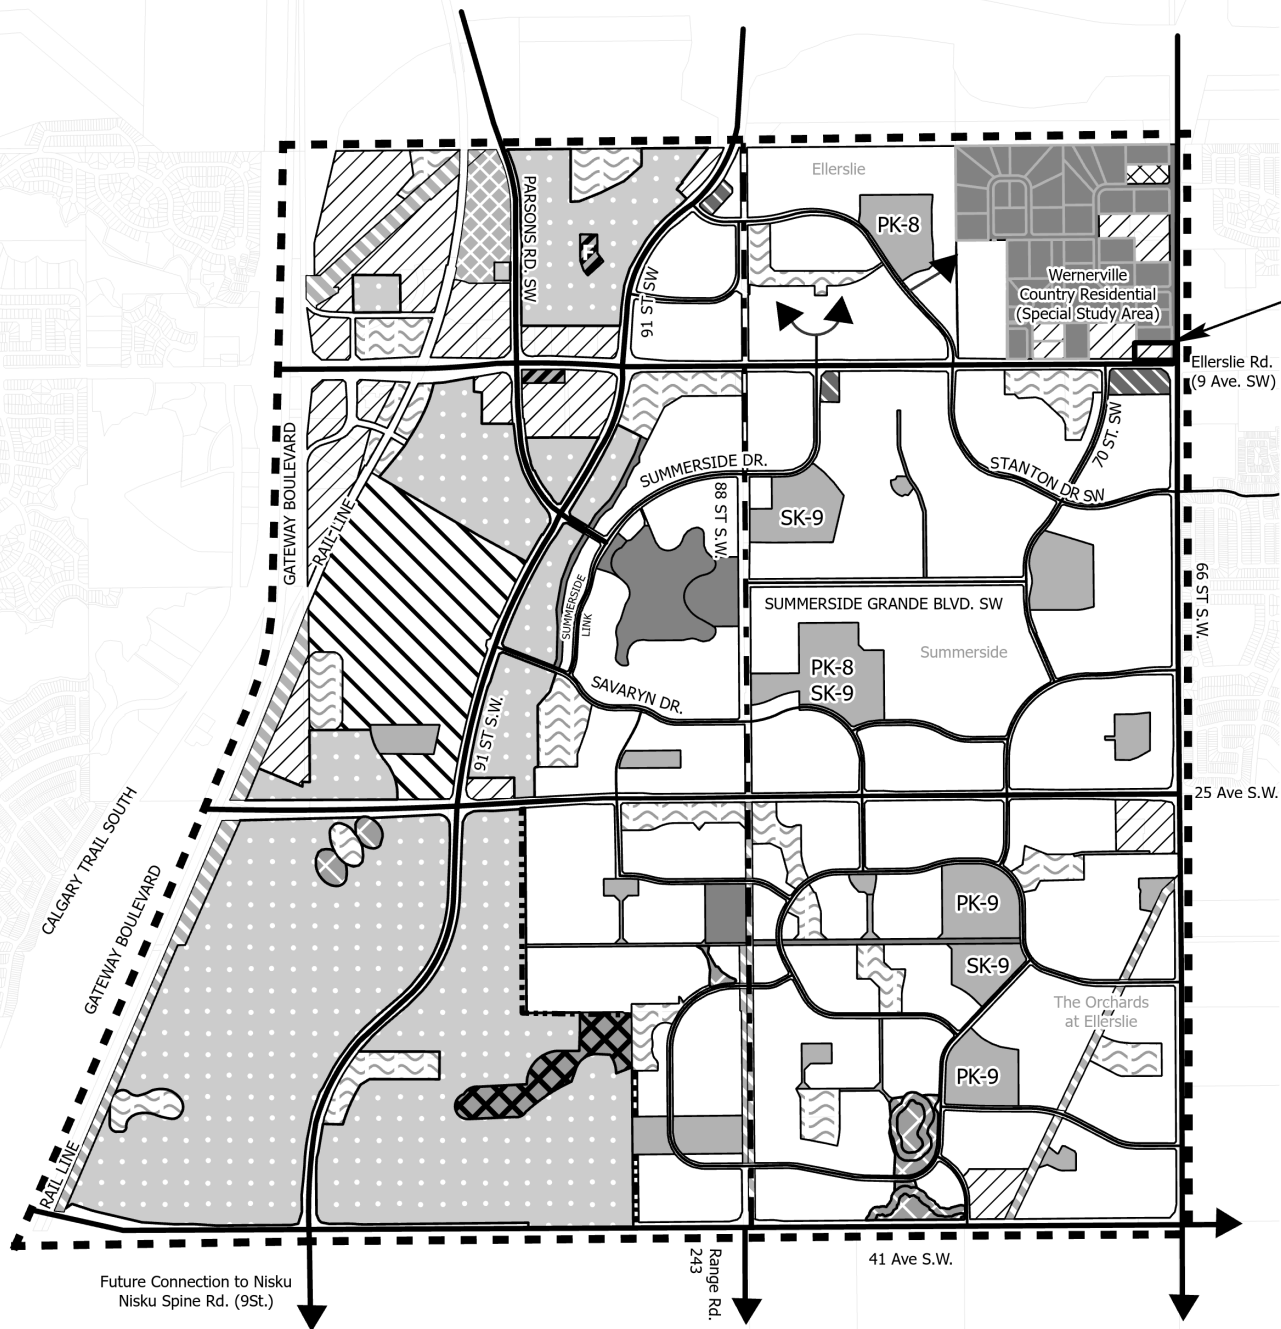 Ellerslie
PK-8
PARSONS RD. SW
91 ST. SW
Wernerville
Country Residential
(Special Study Area)
Ellerslie Rd.
(9 Ave. SW)
GATEWAY BOULEVARD
RAIL LINE
SUMMERSIDE DR.
88 ST S.W.
SK-9
STANTON DR SW
70 ST. SW
66 ST S.W.
SUMMERSIDE
LINK
SUMMERSIDE GRANDE BLVD. SW
Summerside
PK-8
SK-9
SAVARYN DR.
91 ST S.W.
25 Ave S.W.
CALGARY TRAIL SOUTH
GATEWAY BOULEVARD
PK-9
SK-9
The Orchards
at Ellerslie
PK-9
RAIL LINE
Range Rd.
243
41 Ave S.W.
Future Connection to Nisku
Nisku Spine Rd. (9St.)